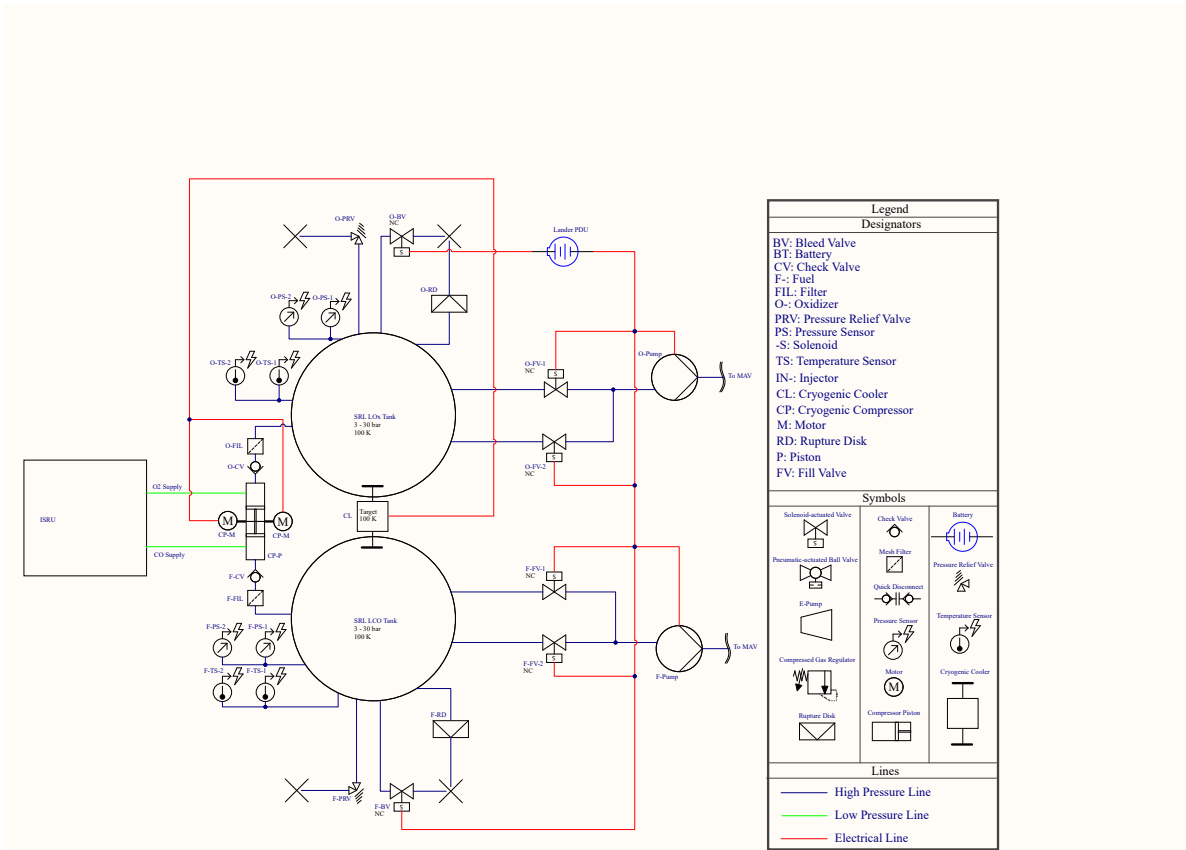 O-PRV
O-BV
NC
Lander PDU
O-PS-2
O-PS-1
O-RD
S
O-TS-2
O-TS-1
O-FV-1
NC
S
O-Pump
To MAV
SRL LOx Tank
3 - 30 bar
100 K
O-FIL
O-CV
S
O-FV-2
NC
ISRU
O2 Supply
CO Supply
M
CP-M
M
CP-M
CP-P
CL
Target
100 K
F-CV
F-FIL
F-FV-1
NC
S
SRL LCO Tank
3 - 30 bar
100 K
F-PS-2
F-PS-1
F-TS-2
F-TS-1
S
F-FV-2
NC
F-Pump
To MAV
F-RD
F-PRV
F-BV
NC
S
Legend
Designators
BV: Bleed Valve
BT: Battery
CV: Check Valve
F-: Fuel
FIL: Filter
O-: Oxidizer
PRV: Pressure Relief Valve
PS: Pressure Sensor
-S: Solenoid
TS: Temperature Sensor
IN-: Injector
CL: Cryogenic Cooler
CP: Cryogenic Compressor
M: Motor
RD: Rupture Disk
P: Piston
FV: Fill Valve
Symbols
Solenoid-actuated Valve
S
Pneumatic-actuated Ball Valve
E-Pump
Compressed Gas Regulator
Rupture Disk
Check Valve
Mesh Filter
Quick Disconnect
Pressure Sensor
Motor
M
Compressor Piston
Battery
Pressure Relief Valve
Temperature Sensor
Cryogenic Cooler
Lines
High Pressure Line
Low Pressure Line
Electrical Line